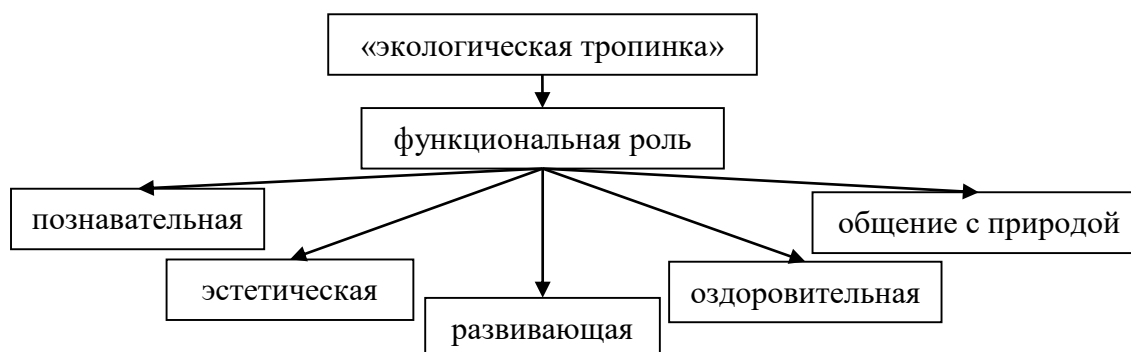 «экологическая тропинка»
функциональная роль
познавательная
общение с природой
эстетическая
оздоровительная
развивающая